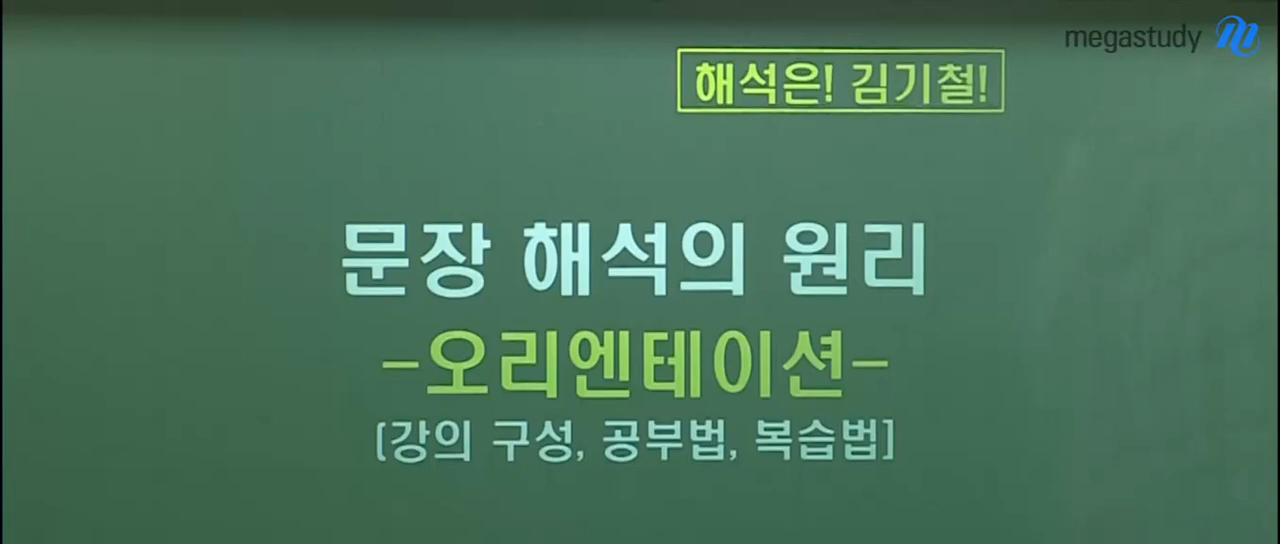 megastudy
해석은! 김기철!
문장 해석의 원리
-오리엔테이션-
[강의 구성, 공부법, 복습법]